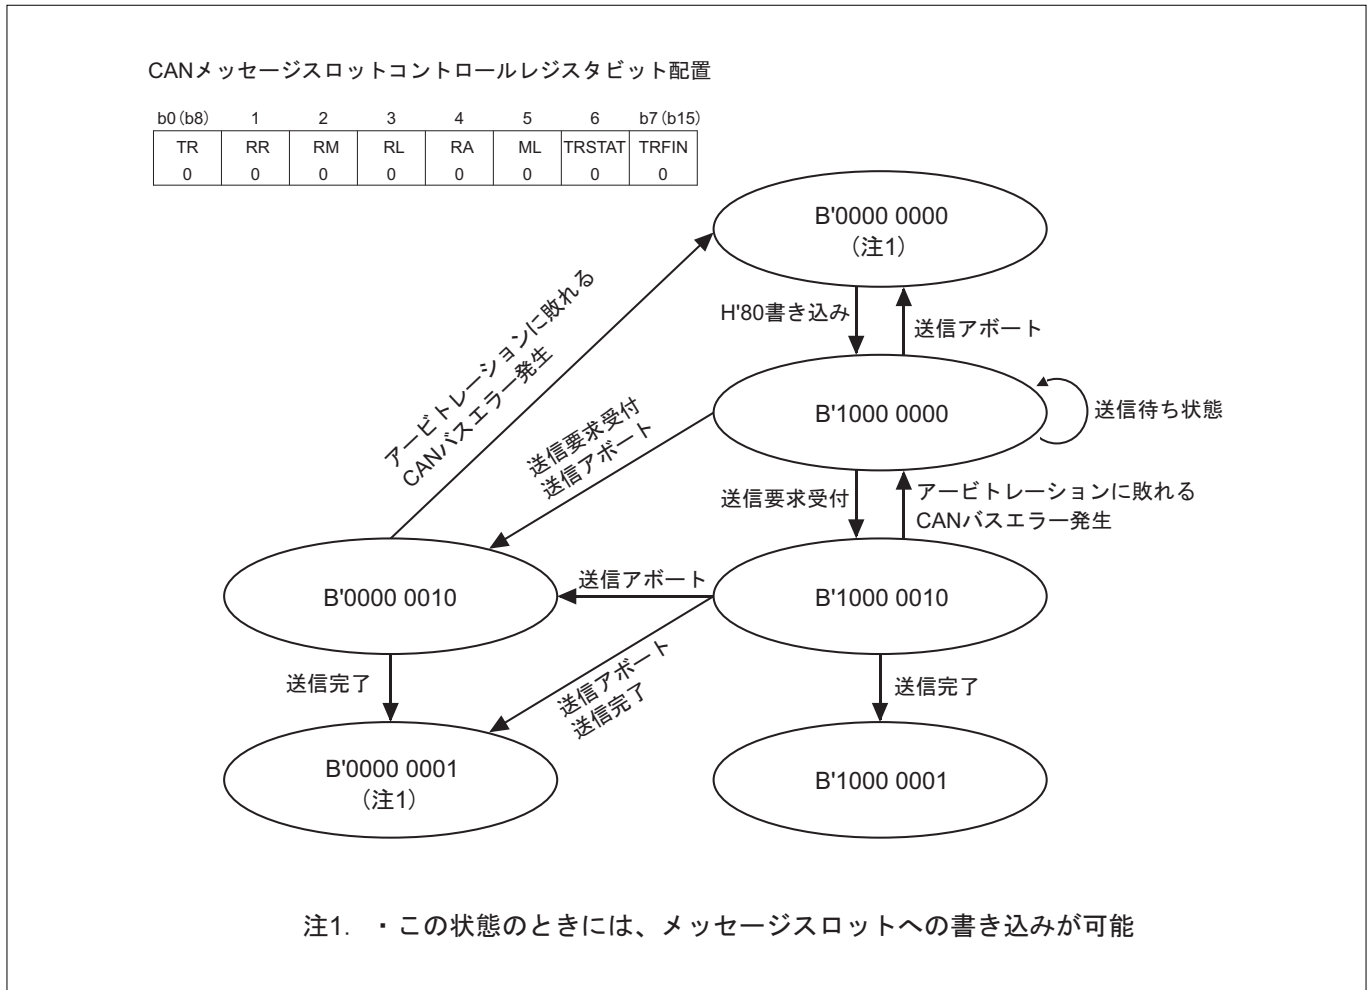 CANメッセージスロットコントロールレジスタビット配置
b0(b8) 1 2 3 4 5 6 b7(b15)
TR RR RM RL RA ML TRSTAT TRFIN
0 0 0 0 0 0 0 0
B'0000 0000
(注1)
H'80書き込み
送信アボート
アービトレーションに敗れる
CANバスエラー発生
B'1000 0000
送信待ち状態
送信要求受付
送信アボート
送信要求受付
アービトレーションに敗れる
CANバスエラー発生
B'0000 0010
送信アボート
B'1000 0010
送信完了
送信アボート
送信完了
送信完了
B'0000 0001
(注1)
B'1000 0001
注1. ・この状態のときには、メッセージスロットへの書き込みが可能